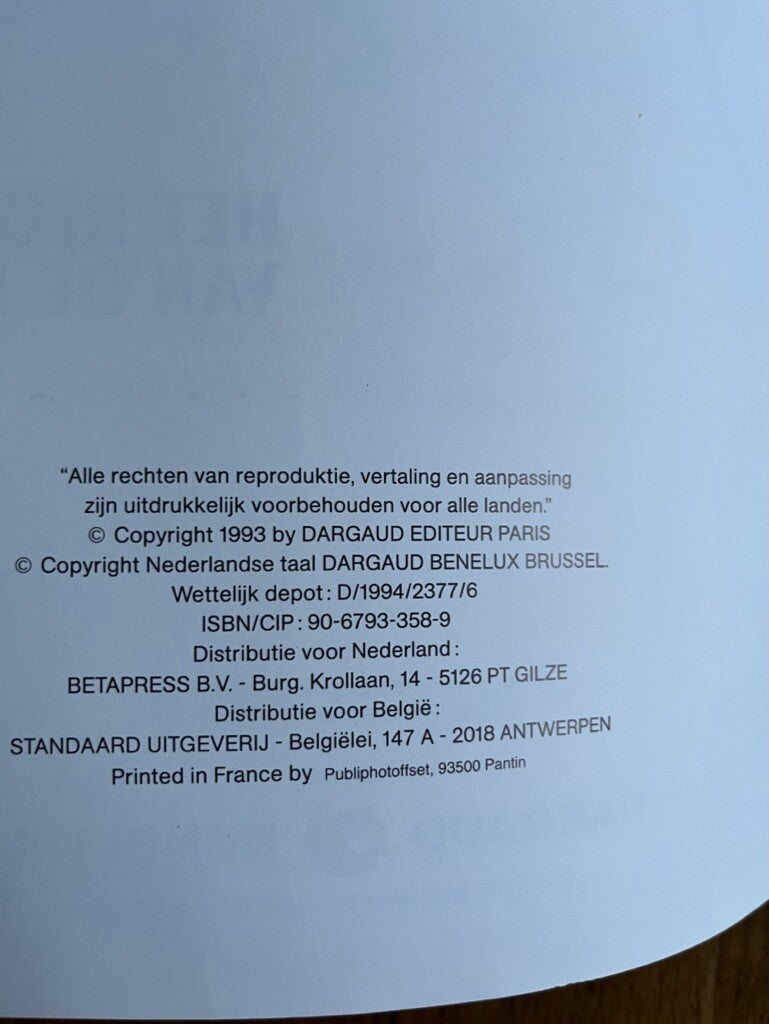 “Alle rechten van reproduktie, vertaling en aanpassing
zijn uitdrukkelijk voorbehouden voor alle landen.”
© Copyright 1993 by DARGAUD EDITEUR PARIS
© Copyright Nederlandse taal DARGAUD BENELUX BRUSSEL.
Wettelijk depot: D/1994/2377/6
ISBN/CIP: 90-6793-358-9
Distributie voor Nederland:
BETAPRESS B.V. - Burg. Krollaan, 14 - 5126 PT GILZE
Distributie voor België:
STANDAARD UITGEVERIJ - Belgiëlei, 147 A - 2018 ANTWERPEN
Printed in France by Publiphotoffset, 93500 Pantin